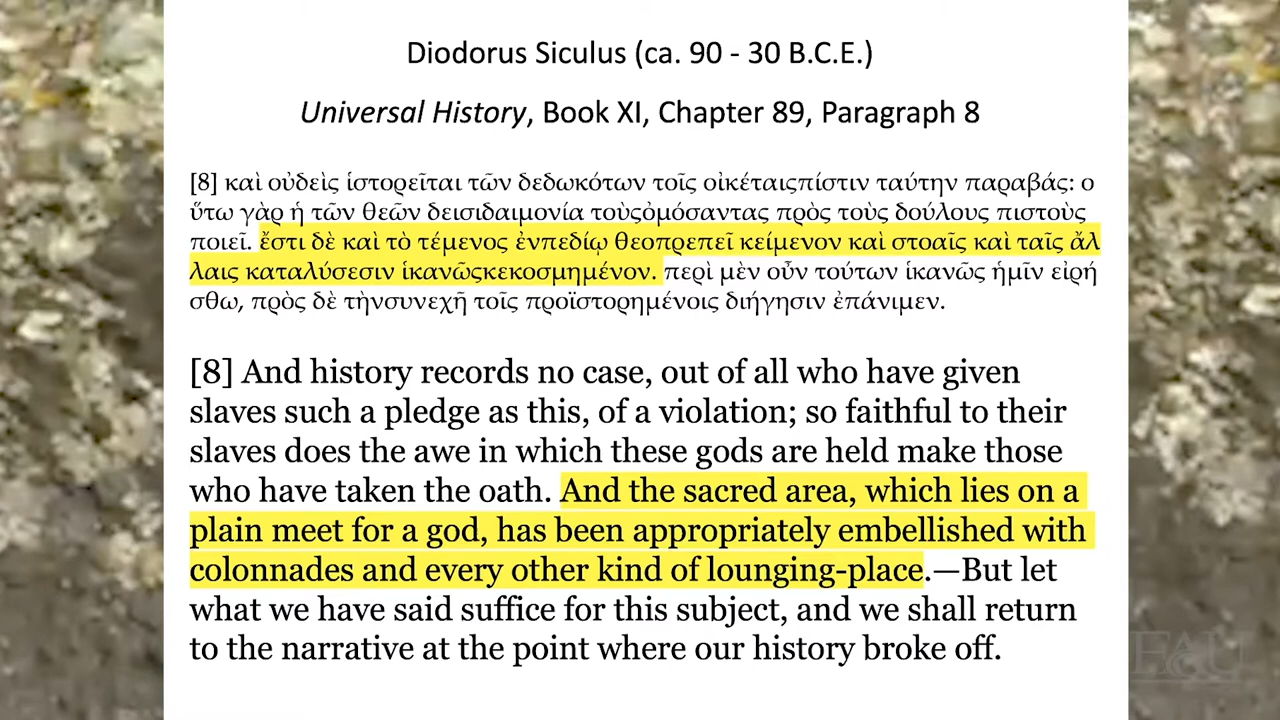 Diodorus Siculus (ca. 90 - 30 B.C.E.)
Universal History, Book XI, Chapter 89, Paragraph 8
[8] καὶ οὐδεὶς ἱστορεῖται τῶν δεδωκότων τοῖς οἰκέταιςπίστιν ταύτην παραβάς: ο
ὕτω γὰρ ἡ τῶν θεῶν δεισιδαιμονία τοὺςὀμόσαντας πρὸς τοὺς δούλους πιστοὺς
ποιεῖ. ἔστι δὲ καὶ τὸ τέμενος ἐνπεδίῳ θεοπρεπεῖ κείμενον καὶ στοαῖς καὶ ταῖς ἄλ
λαις καταλύσεσιν ἱκανῶςκεκοσμημένον. περὶ μὲν οὖν τούτων ἱκανῶς ἡμῖν εἰρή
σθω, πρὸς δὲ τὴνσυνεχῆ τοῖς προϊστορημένοις διήγησιν ἐπάνιμεν.
[8] And history records no case, out of all who have given
slaves such a pledge as this, of a violation; so faithful to their
slaves does the awe in which these gods are held make those
who have taken the oath. And the sacred area, which lies on a
plain meet for a god, has been appropriately embellished with
colonnades and every other kind of lounging-place.—But let
what we have said suffice for this subject, and we shall return
to the narrative at the point where our history broke off.